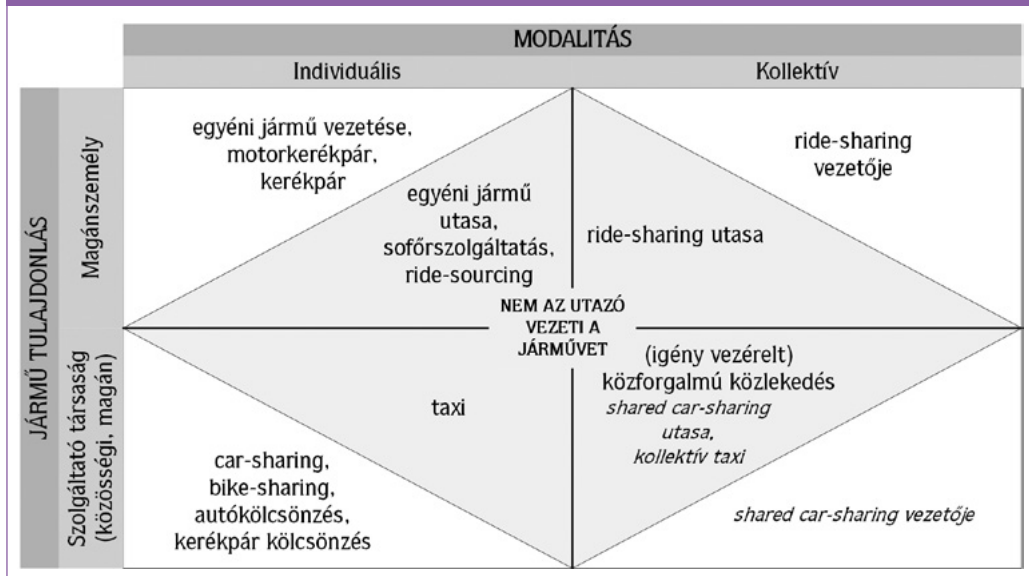 MODALITÁS
Individuális
Kollektív
JÁRMŰ TULAJDONLÁS
Magánszemély
egyéni jármű vezetése,
motorkerékpár,
kerékpár
egyéni jármű
utasa,
sofőrszolgáltatás,
ride-sourcing
ride-sharing utasa
ride-sharing
vezetője
NEM AZ UTAZÓ
VEZETI A
JÁRMŰVET
Szolgáltató társaság
(közösségi, magán)
taxi
car-sharing,
bike-sharing,
autókölcsönzés,
kerékpár kölcsönzés
(igény vezérelt)
közforgalmú közlekedés
shared car-sharing
utasa,
kollektív taxi
shared car-sharing vezetője